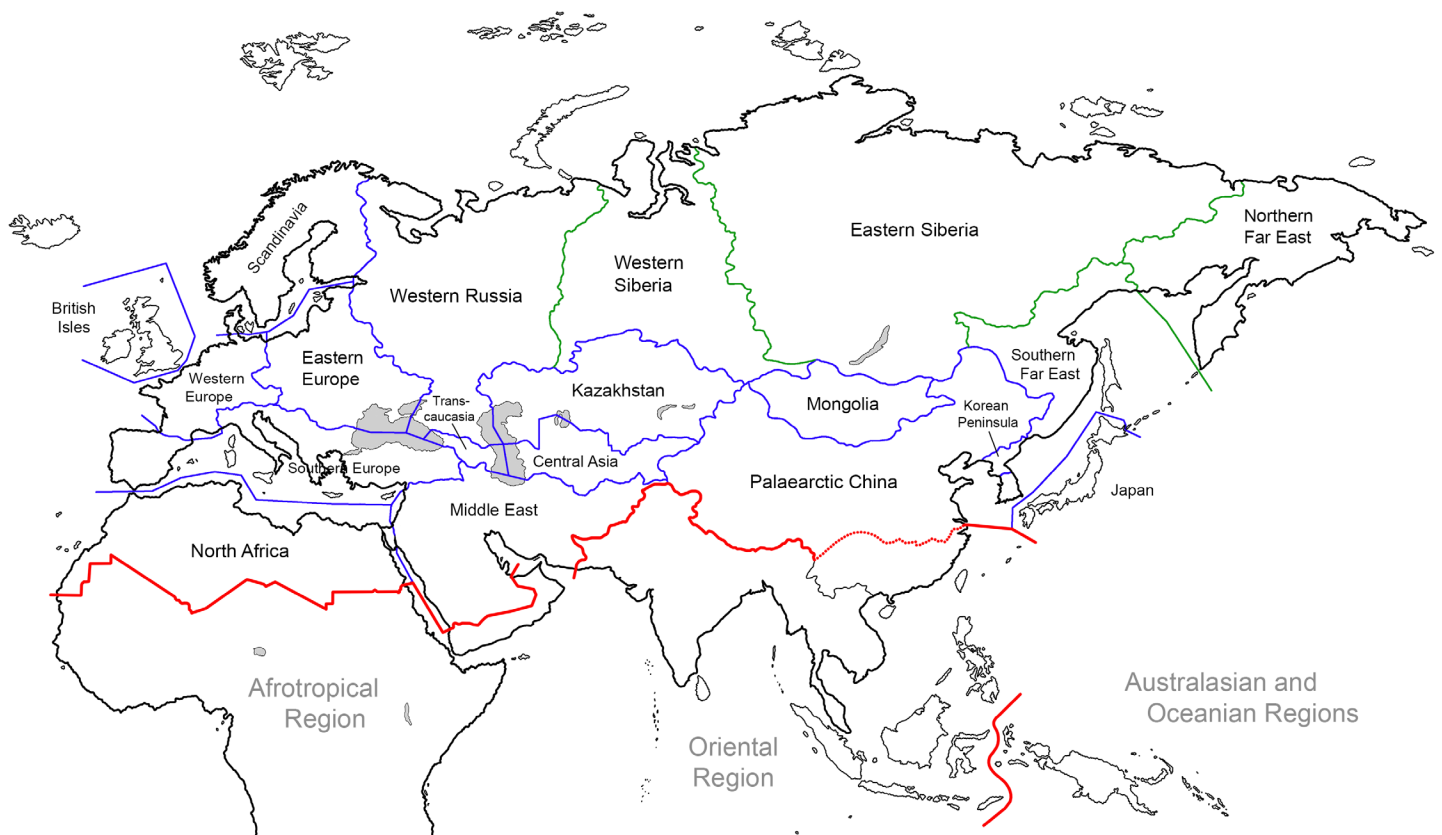 Scandinavia
British
Isles
Western Russia
Western
Siberia
Eastern Siberia
Northern
Far East
Western
Europe
Eastern
Europe
Trans-
caucasia
Kazakhstan
Mongolia
Southern
Far East
Korean
Peninsula
Southern Europe
Central Asia
Palaearctic China
Japan
Middle East
North Africa
Afrotropical
Region
Oriental
Region
Australasian and
Oceanian Regions